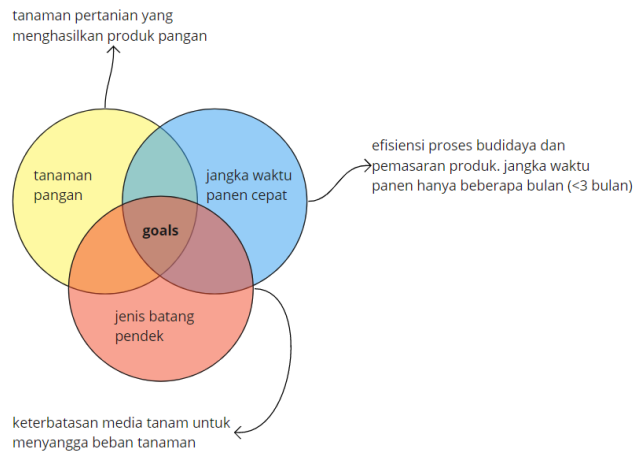 tanaman pertanian yang
menghasilkan produk pangan
tanaman
pangan
jangka waktu
panen cepat
efisiensi proses budidaya dan
pemasaran produk. jangka waktu
panen hanya beberapa bulan (<3 bulan)
goals
jenis batang
pendek
keterbatasan media tanam untuk
menyangga beban tanaman